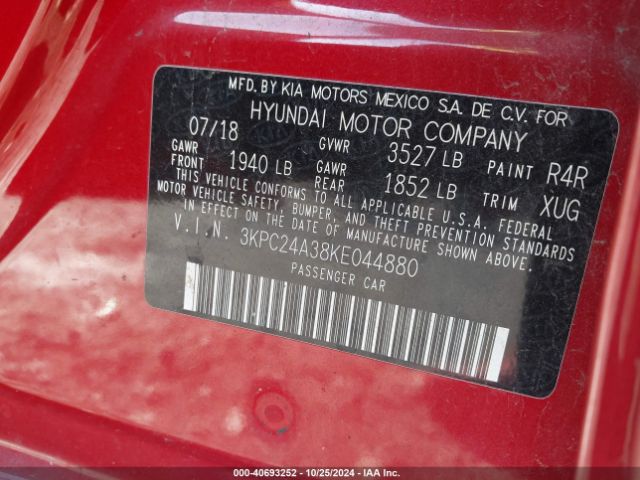 MFD. BY KIA MOTORS MEXICO S.A. DE C.V. FOR
HYUNDAI MOTOR COMPANY
07/18 GVWR 3527 LB PAINT R4R
GAWR FRONT 1940 LB GAWR REAR 1852 LB TRIM XUG
THIS VEHICLE CONFORMS TO ALL APPLICABLE U.S.A. FEDERAL
MOTOR VEHICLE SAFETY, BUMPER, AND THEFT PREVENTION STANDARDS
IN EFFECT ON THE DATE OF MANUFACTURE SHOWN ABOVE.
V.I.N. 3KPC24A38KE044880
PASSENGER CAR
000-40693252 | 10/25/2024 | IAA Inc.